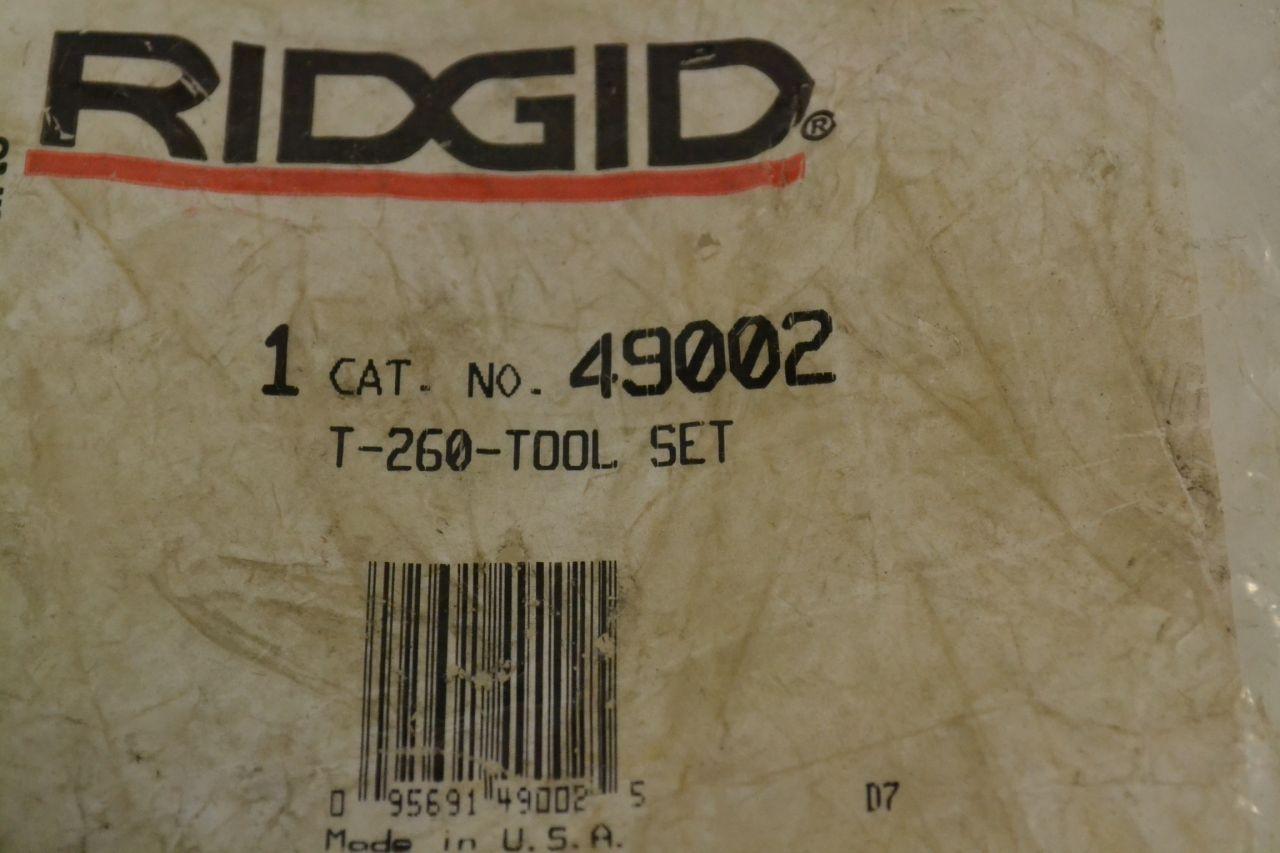 RIDGID®
1 CAT. NO. 49002
T-260-TOOL SET
0 95691 49002 5
D7
Made in U.S.A.